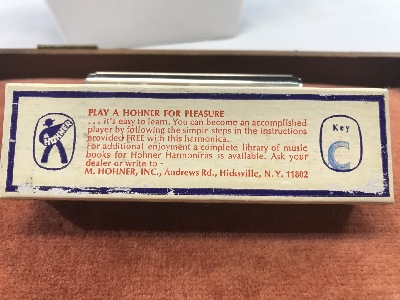 PLAY A HOHNER FOR PLEASURE
. . . It's easy to learn. You can become an accomplished
player by following the simple steps in the instructions
provided FREE with this harmonica.
For additional enjoyment a complete library of music
books for Hohner Harmonicas is available. Ask your
dealer or write to -
M. HOHNER, INC., Andrews Rd., Hicksville, N.Y. 11802
HOHNER
Key
C